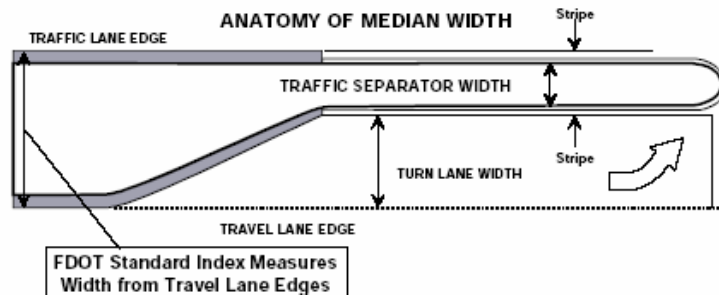 ANATOMY OF MEDIAN WIDTH
Stripe
TRAFFIC LANE EDGE
TRAFFIC SEPARATOR WIDTH
TURN LANE WIDTH
Stripe
TRAVEL LANE EDGE
FDOT Standard Index Measures
Width from Travel Lane Edges